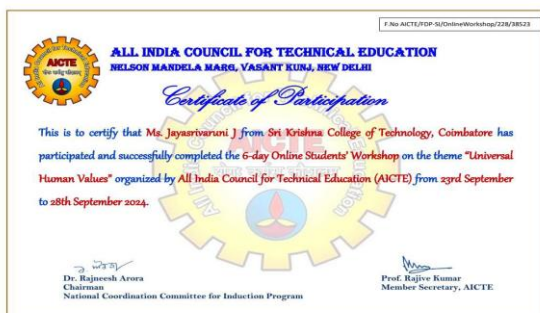 F.No AICTE/FDP-SI/OnlineWorkshop/228/38523
AICTE
ALL INDIA COUNCIL FOR TECHNICAL EDUCATION
NELSON MANDELA MARG, VASANT KUNJ, NEW DELHI
Certificate of Participation
This is to certify that Ms. Jayasrivaruni J from Sri Krishna College of Technology, Coimbatore has
participated and successfully completed the 6-day Online Students' Workshop on the theme “Universal
Human Values” organized by All India Council for Technical Education (AICTE) from 23rd September
to 28th September 2024.
Dr. Rajneesh Arora
Chairman
National Coordination Committee for Induction Program
Prof. Rajive Kumar
Member Secretary, AICTE